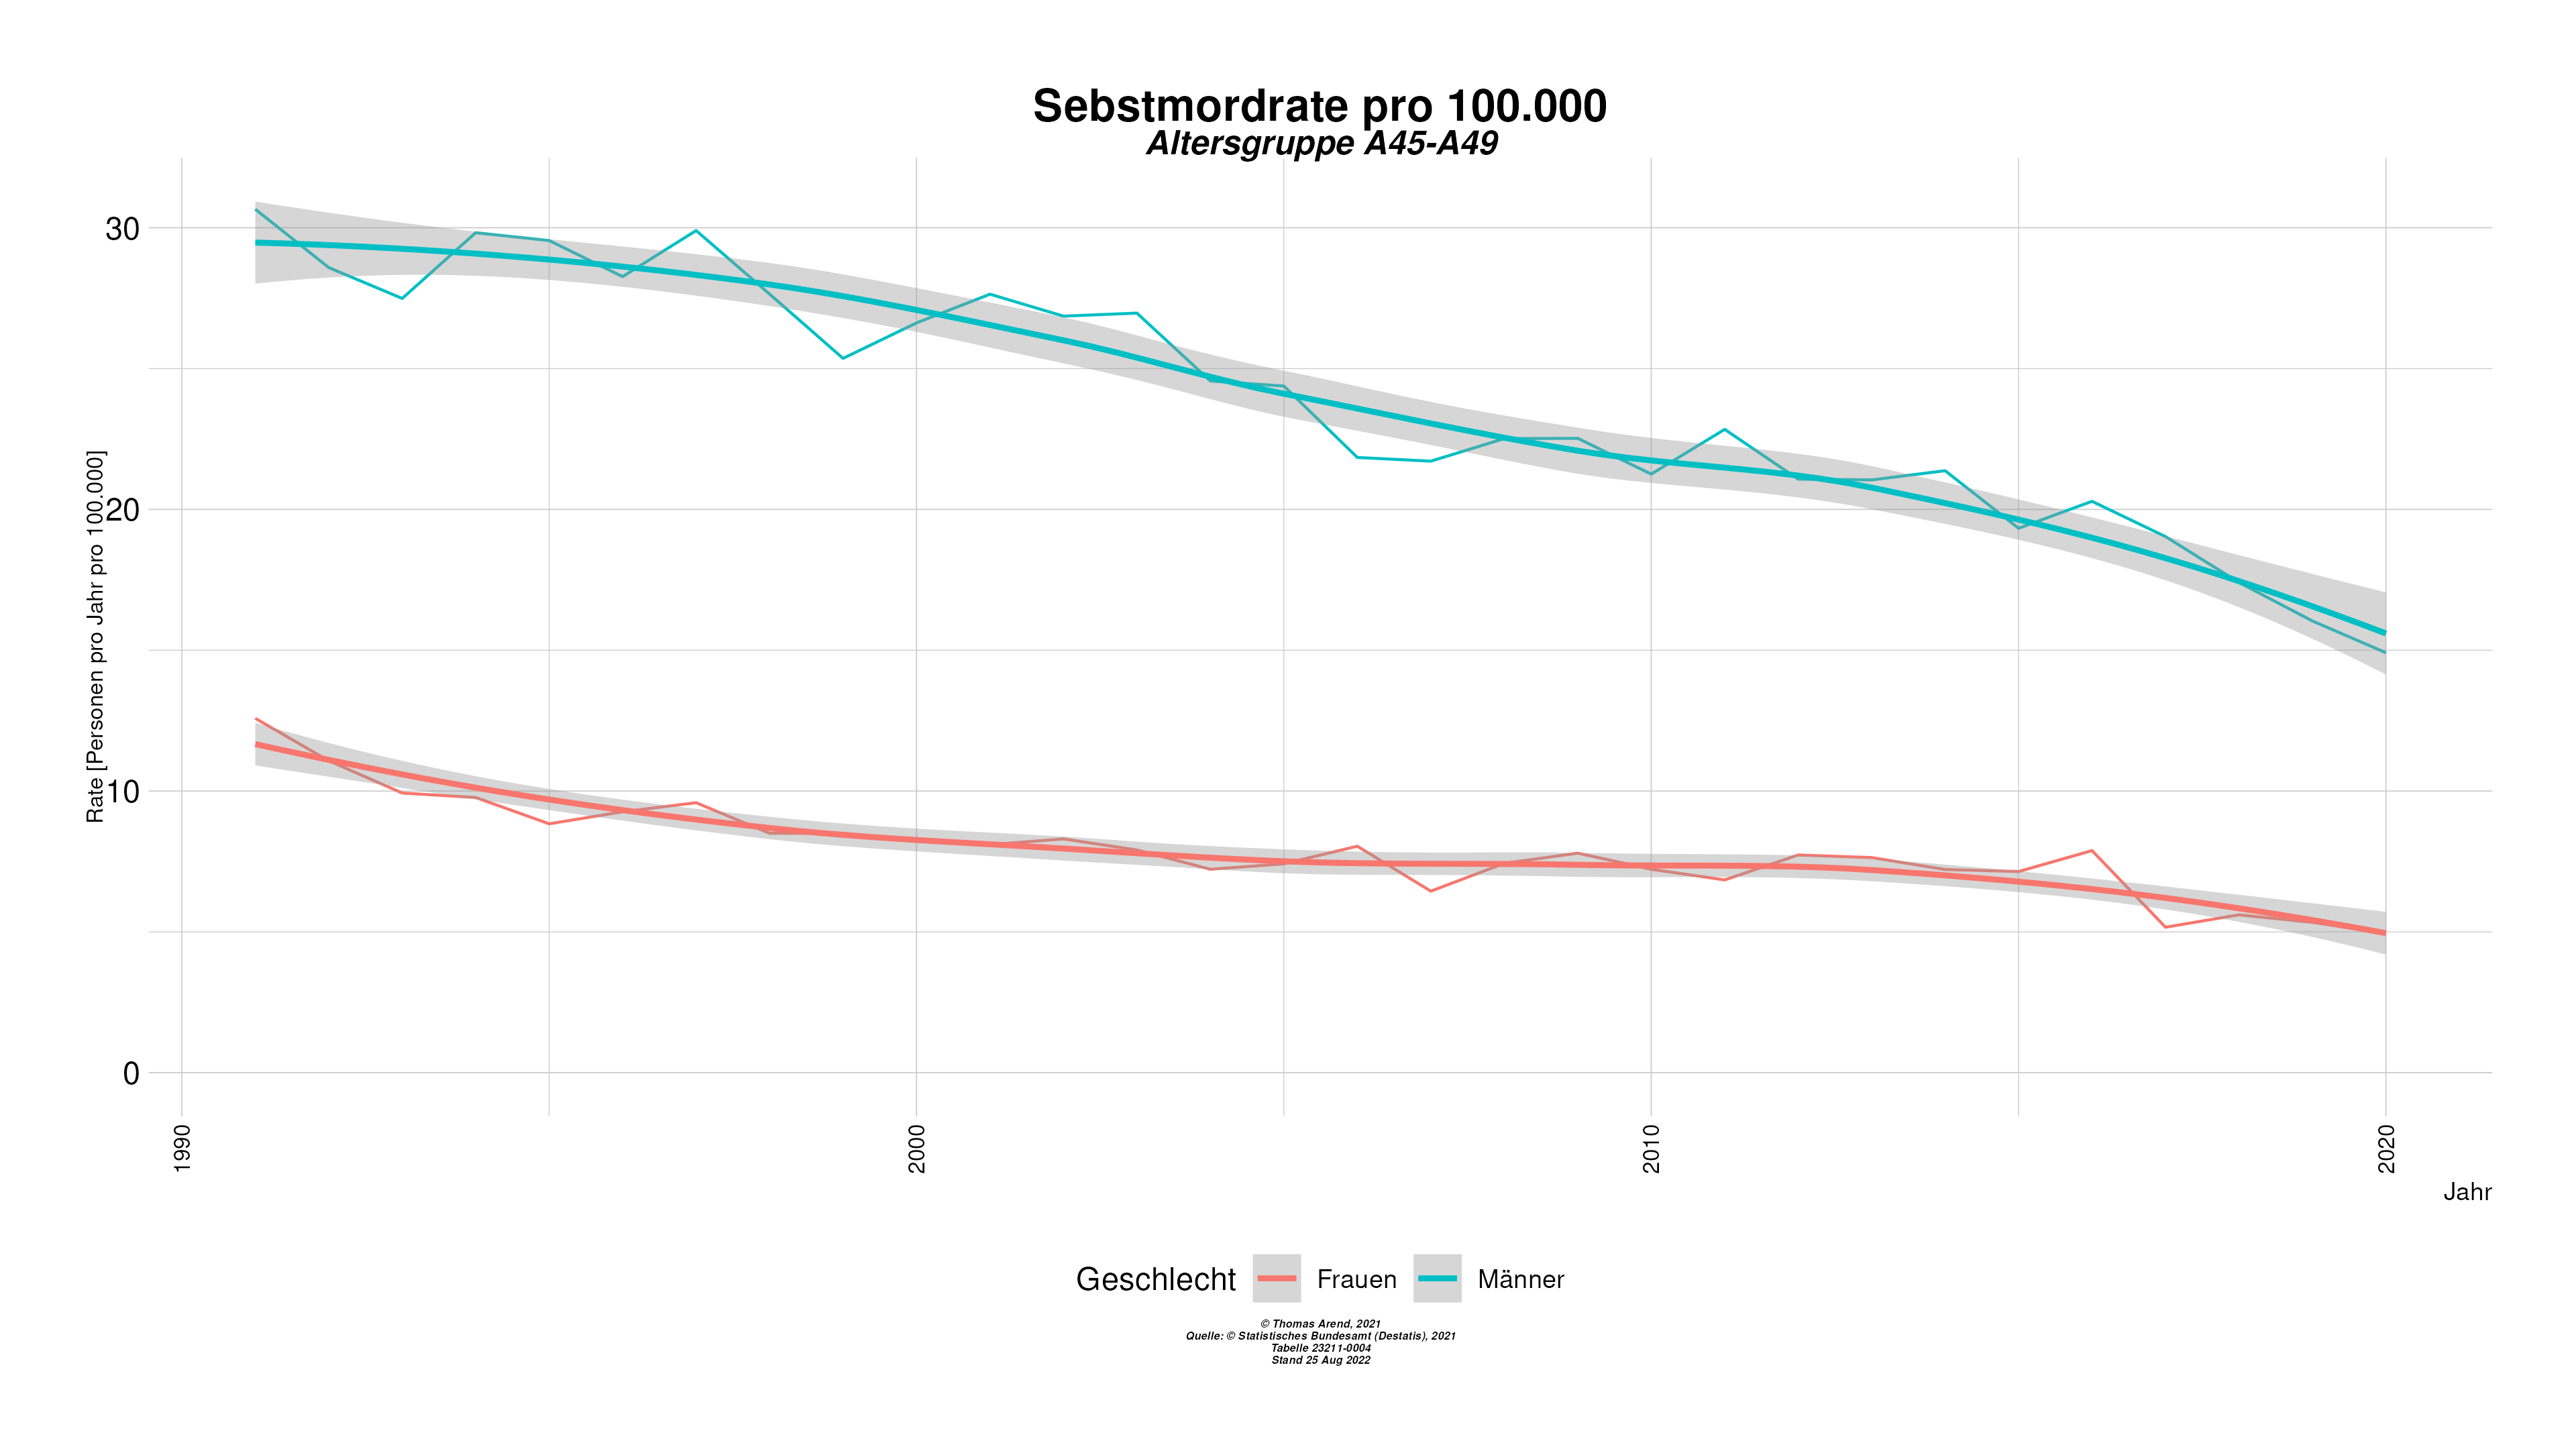 Sebstmordrate pro 100.000
Altersgruppe A45-A49
Rate [Personen pro Jahr pro 100.000]
30
20
10
0
1990
2000
2010
2020
Jahr
Geschlecht Frauen Männer
© Thomas Arend, 2021
Quelle: © Statistisches Bundesamt (Destatis), 2021
Tabelle 23211-0004
Stand 25 Aug 2022